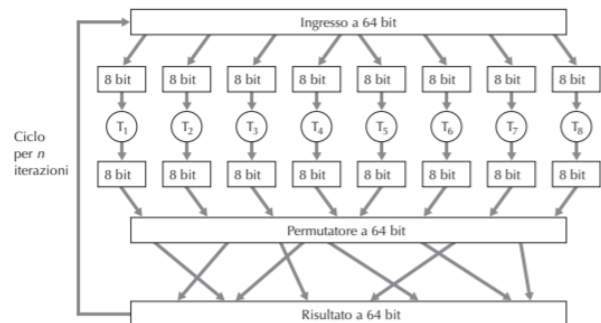 Ingresso a 64 bit
8 bit 8 bit 8 bit 8 bit 8 bit 8 bit 8 bit 8 bit
T1 T2 T3 T4 T5 T6 T7 T8
Ciclo
per n
iterazioni
8 bit 8 bit 8 bit 8 bit 8 bit 8 bit 8 bit 8 bit
Permutatore a 64 bit
Risultato a 64 bit